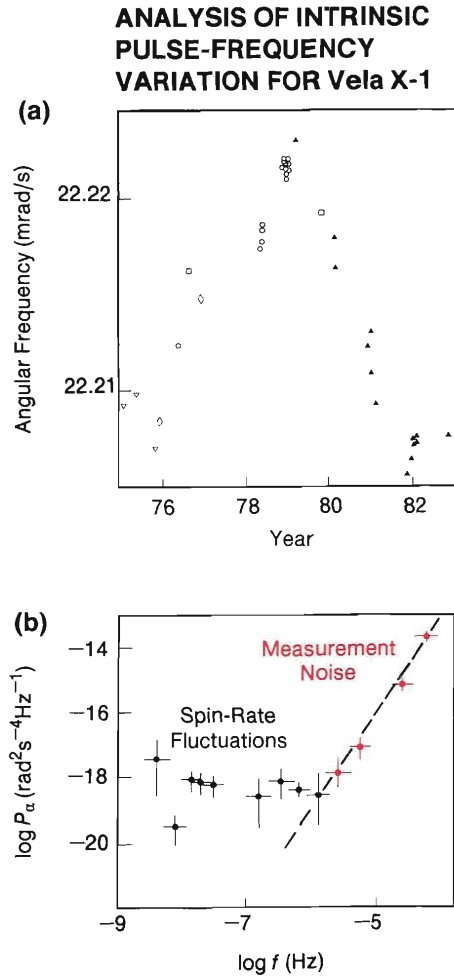 ANALYSIS OF INTRINSIC
PULSE-FREQUENCY
VARIATION FOR Vela X-1
(a)
Angular Frequency (mrad/s)
22.22
22.21
76
78
80
82
Year
(b)
log Pα (rad²s⁻⁴Hz⁻¹)
−14
−16
−18
−20
Measurement
Noise
Spin-Rate
Fluctuations
−9
−7
−5
log f (Hz)